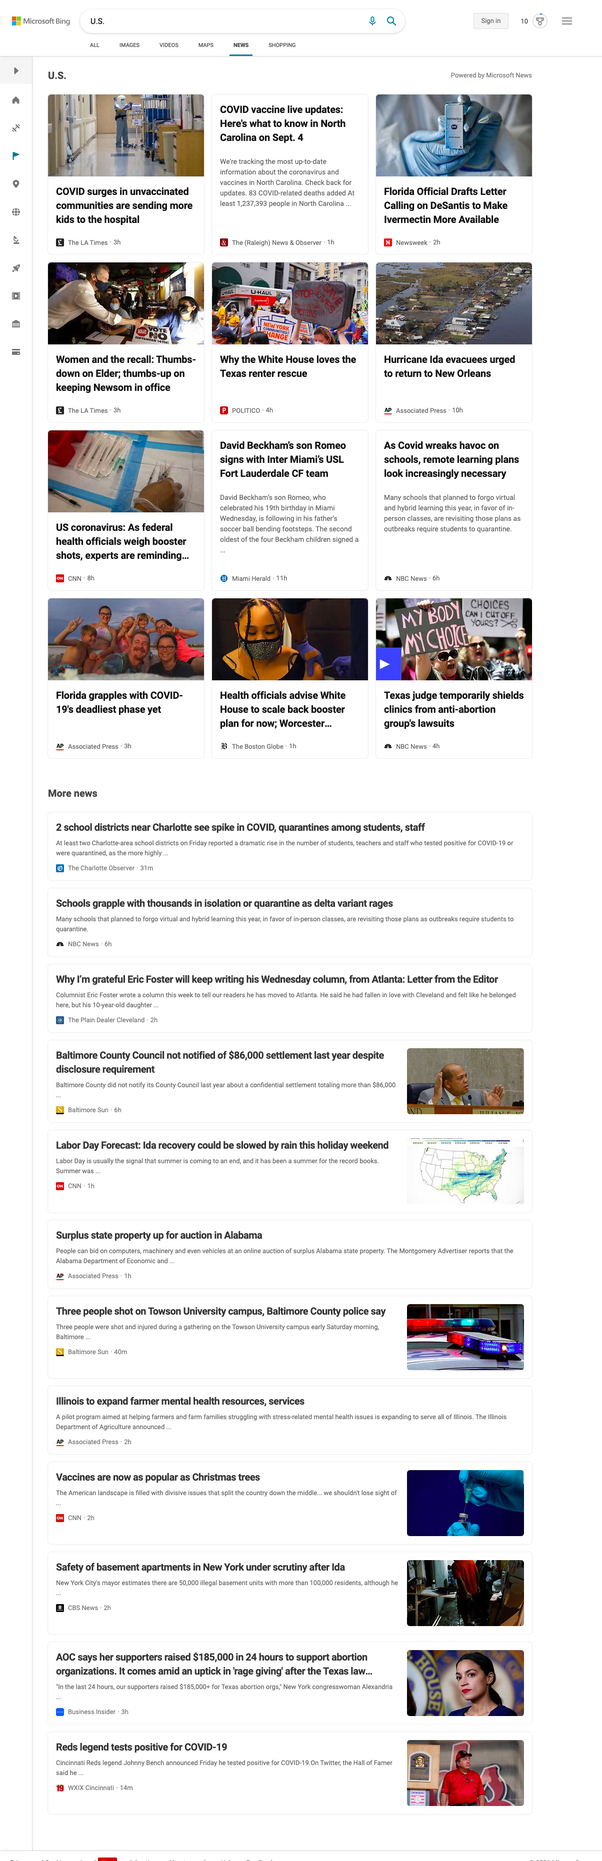 Microsoft Bing
U.S.
Sign in
10
ALL
IMAGES
VIDEOS
MAPS
NEWS
SHOPPING
U.S.
Powered by Microsoft News
COVID surges in unvaccinated
communities are sending more
kids to the hospital
The LA Times · 3h
COVID vaccine live updates:
Here's what to know in North
Carolina on Sept. 4
We're tracking the most up-to-date
information about the coronavirus and
vaccines in North Carolina. Check back for
updates. 83 COVID-related deaths added At
least 1,237,393 people in North Carolina ...
The (Raleigh) News & Observer · 1h
Florida Official Drafts Letter
Calling on DeSantis to Make
Ivermectin More Available
Newsweek · 2h
VOTE
NO
Women and the recall: Thumbs-
down on Elder; thumbs-up on
keeping Newsom in office
The LA Times · 3h
U-HAUL
NEW YORK
CHANGE
Why the White House loves the
Texas renter rescue
POLITICO · 4h
Hurricane Ida evacuees urged
to return to New Orleans
Associated Press · 10h
US coronavirus: As federal
health officials weigh booster
shots, experts are reminding...
CNN · 8h
David Beckham's son Romeo
signs with Inter Miami's USL
Fort Lauderdale CF team
David Beckham's son Romeo, who
celebrated his 19th birthday in Miami
Wednesday, is following in his father's
soccer ball bending footsteps. The second
oldest of the four Beckham children signed a
...
Miami Herald · 11h
As Covid wreaks havoc on
schools, remote learning plans
look increasingly necessary
Many schools that planned to forgo virtual
and hybrid learning this year, in favor of in-
person classes, are revisiting those plans as
outbreaks require students to quarantine.
NBC News · 6h
Florida grapples with COVID-
19's deadliest phase yet
Associated Press · 3h
Health officials advise White
House to scale back booster
plan for now; Worcester...
The Boston Globe · 1h
MY BODY
MY CHOICE
CHOICES
CAN I CUT OFF
YOURS?
Texas judge temporarily shields
clinics from anti-abortion
group's lawsuits
NBC News · 4h
More news
2 school districts near Charlotte see spike in COVID, quarantines among students, staff
At least two Charlotte-area school districts on Friday reported a dramatic rise in the number of students, teachers and staff who tested positive for COVID-19 or
were quarantined, as the more highly ...
The Charlotte Observer · 31m
Schools grapple with thousands in isolation or quarantine as delta variant rages
Many schools that planned to forgo virtual and hybrid learning this year, in favor of in-person classes, are revisiting those plans as outbreaks require students to
quarantine.
NBC News · 6h
Why I'm grateful Eric Foster will keep writing his Wednesday column, from Atlanta: Letter from the Editor
Columnist Eric Foster wrote a column this week to tell our readers he has moved to Atlanta. He said he had fallen in love with Cleveland and felt like he belonged
here, but his 10-year-old daughter ...
The Plain Dealer Cleveland · 2h
Baltimore County Council not notified of $86,000 settlement last year despite
disclosure requirement
Baltimore County did not notify its County Council last year about a confidential settlement totaling more than $86,000
...
Baltimore Sun · 6h
Labor Day Forecast: Ida recovery could be slowed by rain this holiday weekend
Labor Day is usually the signal that summer is coming to an end, and it has been a summer for the record books.
Summer was ...
CNN · 1h
Surplus state property up for auction in Alabama
People can bid on computers, machinery and even vehicles at an online auction of surplus Alabama state property. The Montgomery Advertiser reports that the
Alabama Department of Economic and ...
Associated Press · 1h
Three people shot on Towson University campus, Baltimore County police say
Three people were shot and injured during a gathering on the Towson University campus early Saturday morning,
Baltimore ...
Baltimore Sun · 40m
Illinois to expand farmer mental health resources, services
A pilot program aimed at helping farmers and farm families struggling with stress-related mental health issues is expanding to serve all of Illinois. The Illinois
Department of Agriculture announced ...
Associated Press · 2h
Vaccines are now as popular as Christmas trees
The American landscape is filled with divisive issues that split the country down the middle... we shouldn't lose sight of
...
CNN · 2h
Safety of basement apartments in New York under scrutiny after Ida
New York City's mayor estimates there are 50,000 illegal basement units with more than 100,000 residents, although he
...
CBS News · 2h
AOC says her supporters raised $185,000 in 24 hours to support abortion
organizations. It comes amid an uptick in 'rage giving' after the Texas law...
"In the last 24 hours, our supporters raised $185,000+ for Texas abortion orgs," New York congresswoman Alexandria
...
Business Insider · 3h
Reds legend tests positive for COVID-19
Cincinnati Reds legend Johnny Bench announced Friday he tested positive for COVID-19.On Twitter, the Hall of Famer
said he ...
WXIX Cincinnati · 14m